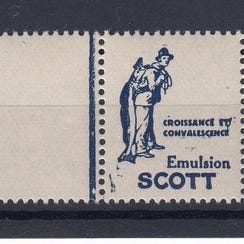 CROISSANCE ET
CONVALESCENCE
Emulsion
SCOTT